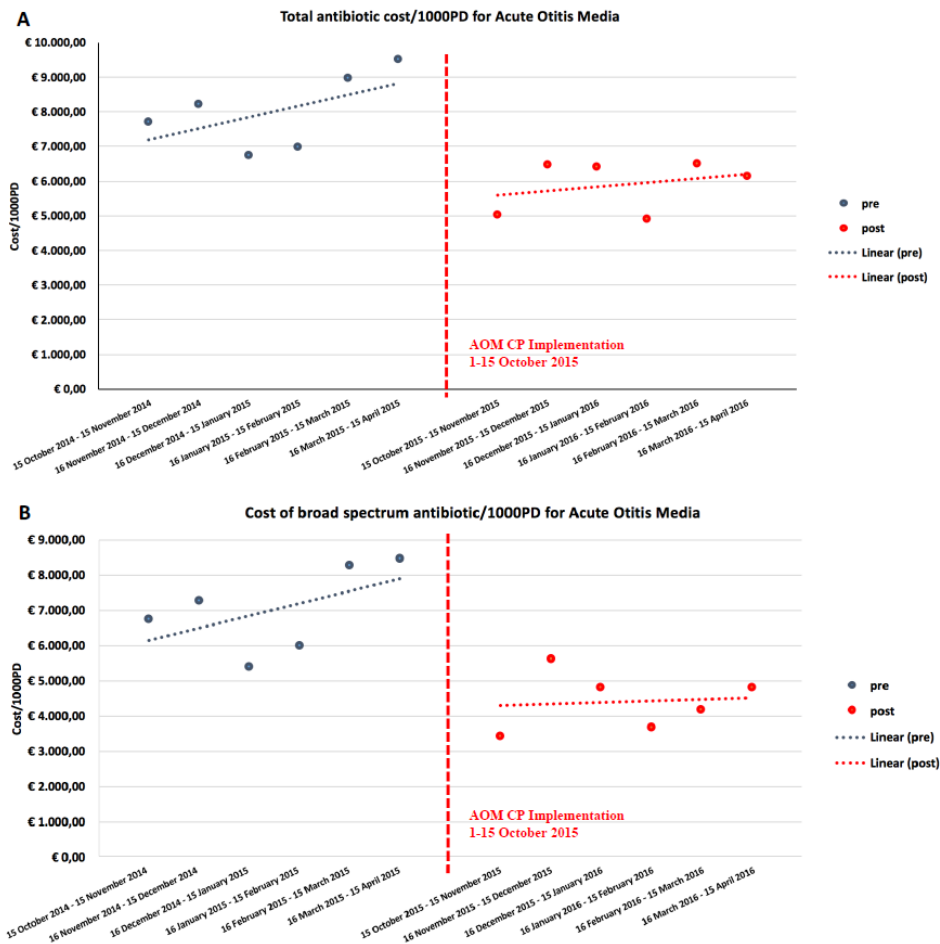 A
Total antibiotic cost/1000PD for Acute Otitis Media
€ 10.000,00
€ 9.000,00
€ 8.000,00
€ 7.000,00
€ 6.000,00
€ 5.000,00
€ 4.000,00
€ 3.000,00
€ 2.000,00
€ 1.000,00
€ 0,00
Cost/1000PD
AOM CP Implementation
1-15 October 2015
pre
post
Linear (pre)
Linear (post)
15 October 2014 - 15 November 2014
16 November 2014 - 15 December 2014
16 December 2014 - 15 January 2015
16 January 2015 - 15 February 2015
16 February 2015 - 15 March 2015
16 March 2015 - 15 April 2015
15 October 2015 - 15 November 2015
16 November 2015 - 15 December 2015
16 December 2015 - 15 January 2016
16 January 2016 - 15 February 2016
16 February 2016 - 15 March 2016
16 March 2016 - 15 April 2016
B
Cost of broad spectrum antibiotic/1000PD for Acute Otitis Media
€ 9.000,00
€ 8.000,00
€ 7.000,00
€ 6.000,00
€ 5.000,00
€ 4.000,00
€ 3.000,00
€ 2.000,00
€ 1.000,00
€ 0,00
Cost/1000PD
AOM CP Implementation
1-15 October 2015
pre
post
Linear (pre)
Linear (post)
15 October 2014 - 15 November 2014
16 November 2014 - 15 December 2014
16 December 2014 - 15 January 2015
16 January 2015 - 15 February 2015
16 February 2015 - 15 March 2015
16 March 2015 - 15 April 2015
15 October 2015 - 15 November 2015
16 November 2015 - 15 December 2015
16 December 2015 - 15 January 2016
16 January 2016 - 15 February 2016
16 February 2016 - 15 March 2016
16 March 2016 - 15 April 2016